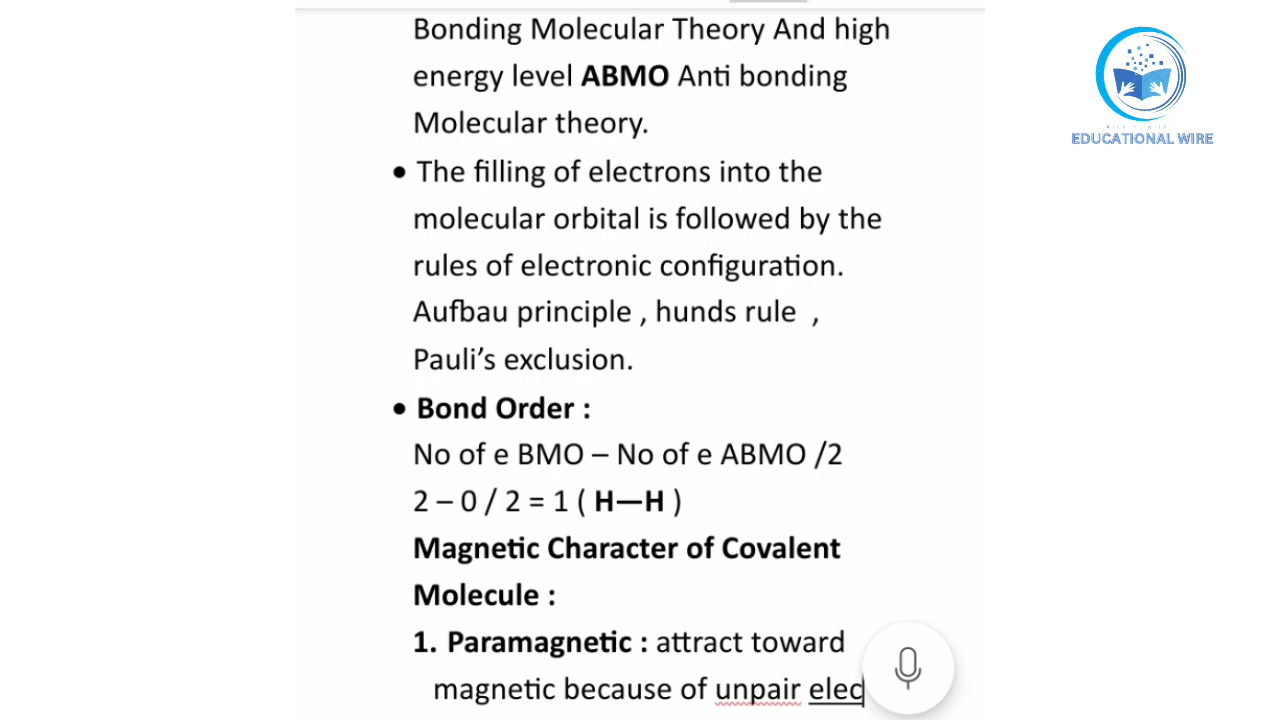 Bonding Molecular Theory And high
energy level ABMO Anti bonding
Molecular theory.
• The filling of electrons into the
molecular orbital is followed by the
rules of electronic configuration.
Aufbau principle , hunds rule  ,
Pauli’s exclusion.
• Bond Order :
No of e BMO – No of e ABMO /2
2 – 0 / 2 = 1 ( H—H )
Magnetic Character of Covalent
Molecule :
1. Paramagnetic : attract toward
magnetic because of unpair elec
EDUCATIONAL WIRE